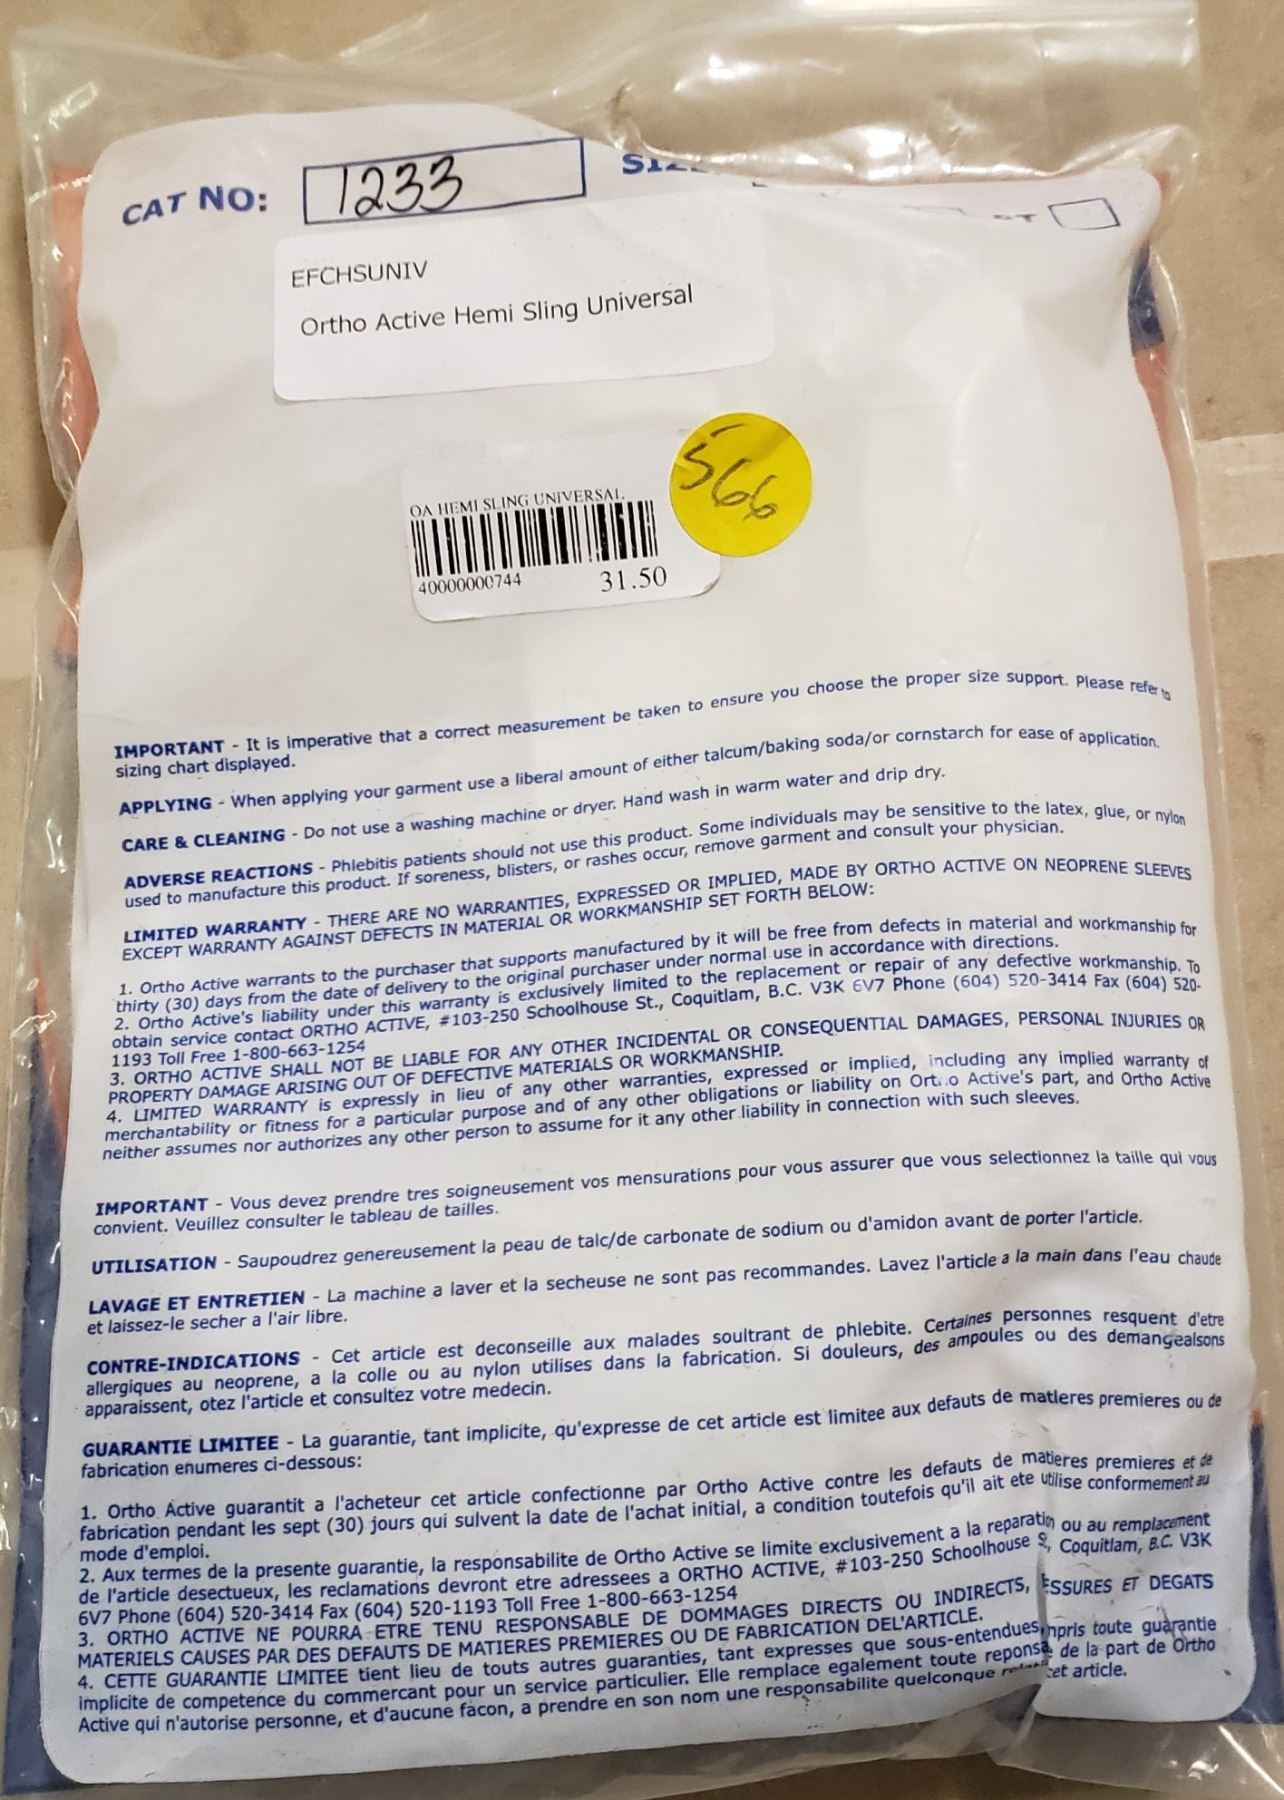 CAT NO: 1233
EFCHSUNIV
Ortho Active Hemi Sling Universal
566
OA HEMI SLING UNIVERSAL
40000000744 31.50
IMPORTANT - It is imperative that a correct measurement be taken to ensure you choose the proper size support. Please refer to
sizing chart displayed.
APPLYING - When applying your garment use a liberal amount of either talcum/baking soda/or cornstarch for ease of application.
CARE & CLEANING - Do not use a washing machine or dryer. Hand wash in warm water and drip dry.
ADVERSE REACTIONS - Phlebitis patients should not use this product. Some individuals may be sensitive to the latex, glue, or nylon
used to manufacture this product. If soreness, blisters, or rashes occur, remove garment and consult your physician.
LIMITED WARRANTY - THERE ARE NO WARRANTIES, EXPRESSED OR IMPLIED, MADE BY ORTHO ACTIVE ON NEOPRENE SLEEVES
EXCEPT WARRANTY AGAINST DEFECTS IN MATERIAL OR WORKMANSHIP SET FORTH BELOW:
1. Ortho Active warrants to the purchaser that supports manufactured by it will be free from defects in material and workmanship for
thirty (30) days from the date of delivery to the original purchaser under normal use in accordance with directions.
2. Ortho Active's liability under this warranty is exclusively limited to the replacement or repair of any defective workmanship. To
obtain service contact ORTHO ACTIVE, #103-250 Schoolhouse St., Coquitlam, B.C. V3K 6V7 Phone (604) 520-3414 Fax (604) 520-
1193 Toll Free 1-800-663-1254
3. ORTHO ACTIVE SHALL NOT BE LIABLE FOR ANY OTHER INCIDENTAL OR CONSEQUENTIAL DAMAGES, PERSONAL INJURIES OR
PROPERTY DAMAGE ARISING OUT OF DEFECTIVE MATERIALS OR WORKMANSHIP.
4. LIMITED WARRANTY is expressly in lieu of any other warranties, expressed or implied, including any implied warranty of
merchantability or fitness for a particular purpose and of any other obligations or liability on Ortho Active's part, and Ortho Active
neither assumes nor authorizes any other person to assume for it any other liability in connection with such sleeves.
IMPORTANT - Vous devez prendre tres soigneusement vos mensurations pour vous assurer que vous selectionnez la taille qui vous
convient. Veuillez consulter le tableau de tailles.
UTILISATION - Saupoudrez genereusement la peau de talc/de carbonate de sodium ou d'amidon avant de porter l'article.
LAVAGE ET ENTRETIEN - La machine a laver et la secheuse ne sont pas recommandes. Lavez l'article a la main dans l'eau chaude
et laissez-le secher a l'air libre.
CONTRE-INDICATIONS - Cet article est deconseille aux malades soultrant de phlebite. Certaines personnes resquent d'etre
allergiques au neoprene, a la colle ou au nylon utilises dans la fabrication. Si douleurs, des ampoules ou des demangealsons
apparaissent, otez l'article et consultez votre medecin.
GUARANTIE LIMITEE - La guarantie, tant implicite, qu'expresse de cet article est limitee aux defauts de matleres premieres ou de
fabrication enumeres ci-dessous:
1. Ortho Active guarantit a l'acheteur cet article confectionne par Ortho Active contre les defauts de matieres premieres et de
fabrication pendant les sept (30) jours qui sulvent la date de l'achat initial, a condition toutefois qu'il ait ete utilise conformement au
mode d'emploi.
2. Aux termes de la presente guarantie, la responsabilite de Ortho Active se limite exclusivement a la reparatin ou au remplacement
de l'article desectueux, les reclamations devront etre adressees a ORTHO ACTIVE, #103-250 Schoolhouse Coquitlam, B.C. V3K
6V7 Phone (604) 520-3414 Fax (604) 520-1193 Toll Free 1-800-663-1254
3. ORTHO ACTIVE NE POURRA ETRE TENU RESPONSABLE DE DOMMAGES DIRECTS OU INDIRECTS, ET DEGATS
MATERIELS CAUSES PAR DES DEFAUTS DE MATIERES PREMIERES OU DE FABRICATION DEL'ARTICLE.
4. CETTE GUARANTIE LIMITEE tient lieu de touts autres guaranties, tant expresses que sous-entendues, toute guarantie
implicite de competence du commercant pour un service particulier. Elle remplace egalement toute reponsa de la part de Ortho
Active qui n'autorise personne, et d'aucune facon, a prendre en son nom une responsabilite quelconque cet article.